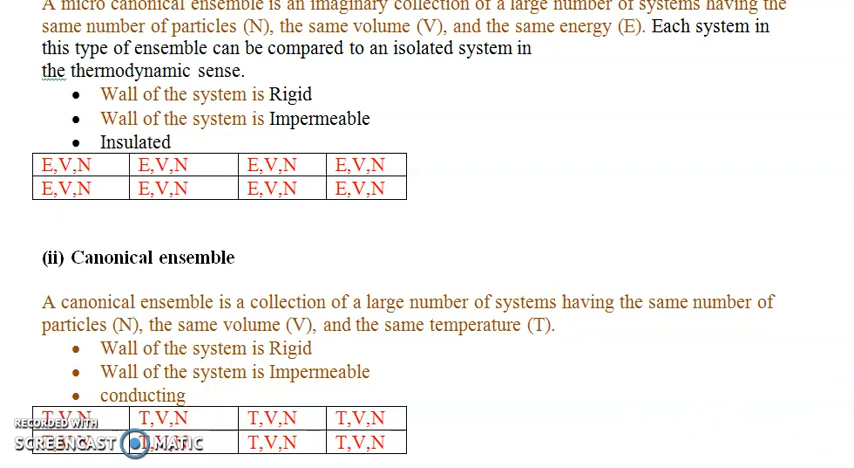 A micro canonical ensemble is an imaginary collection of a large number of systems having the
same number of particles (N), the same volume (V), and the same energy (E). Each system in
this type of ensemble can be compared to an isolated system in
the thermodynamic sense.
• Wall of the system is Rigid
• Wall of the system is Impermeable
• Insulated
E,V,N E,V,N E,V,N E,V,N
E,V,N E,V,N E,V,N E,V,N
(ii) Canonical ensemble
A canonical ensemble is a collection of a large number of systems having the same number of
particles (N), the same volume (V), and the same temperature (T).
• Wall of the system is Rigid
• Wall of the system is Impermeable
• conducting
T,V,N T,V,N T,V,N T,V,N
T,V,N T,V,N
RECORDED WITH
SCREENCAST O MATIC